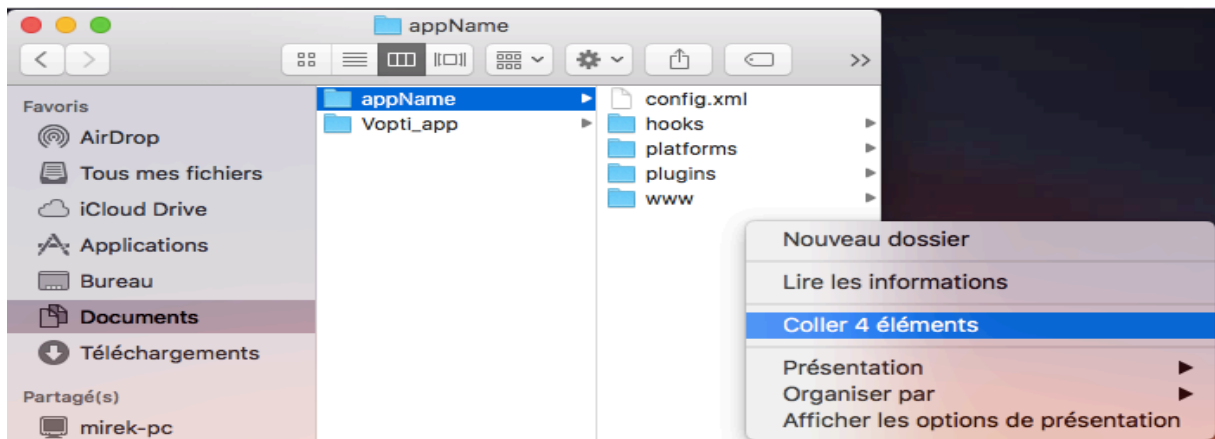 appName
Favoris
AirDrop
Tous mes fichiers
iCloud Drive
Applications
Bureau
Documents
Téléchargements
Partagé(s)
mirek-pc
appName
Vopti_app
config.xml
hooks
platforms
plugins
www
Nouveau dossier
Lire les informations
Coller 4 éléments
Présentation
Organiser par
Afficher les options de présentation